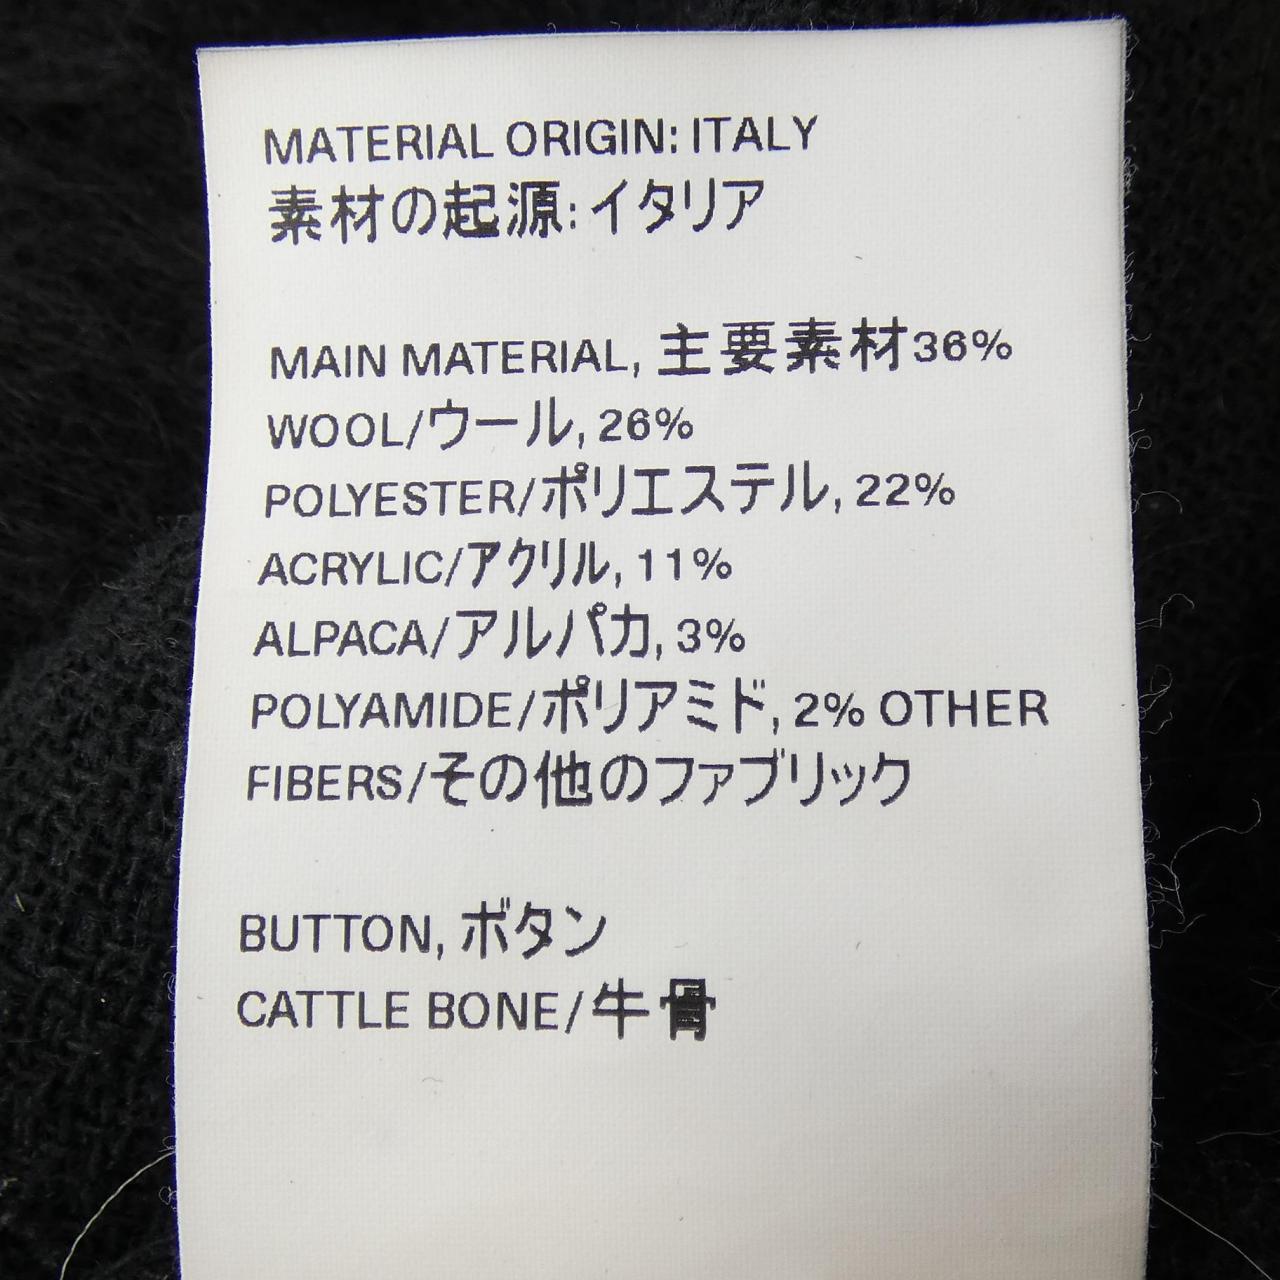 MATERIAL ORIGIN: ITALY
素材の起源: イタリア
MAIN MATERIAL, 主要素材36%
WOOL/ウール, 26%
POLYESTER/ポリエステル, 22%
ACRYLIC/アクリル, 11%
ALPACA/アルパカ, 3%
POLYAMIDE/ポリアミド, 2% OTHER
FIBERS/その他のファブリック
BUTTON, ボタン
CATTLE BONE/牛骨